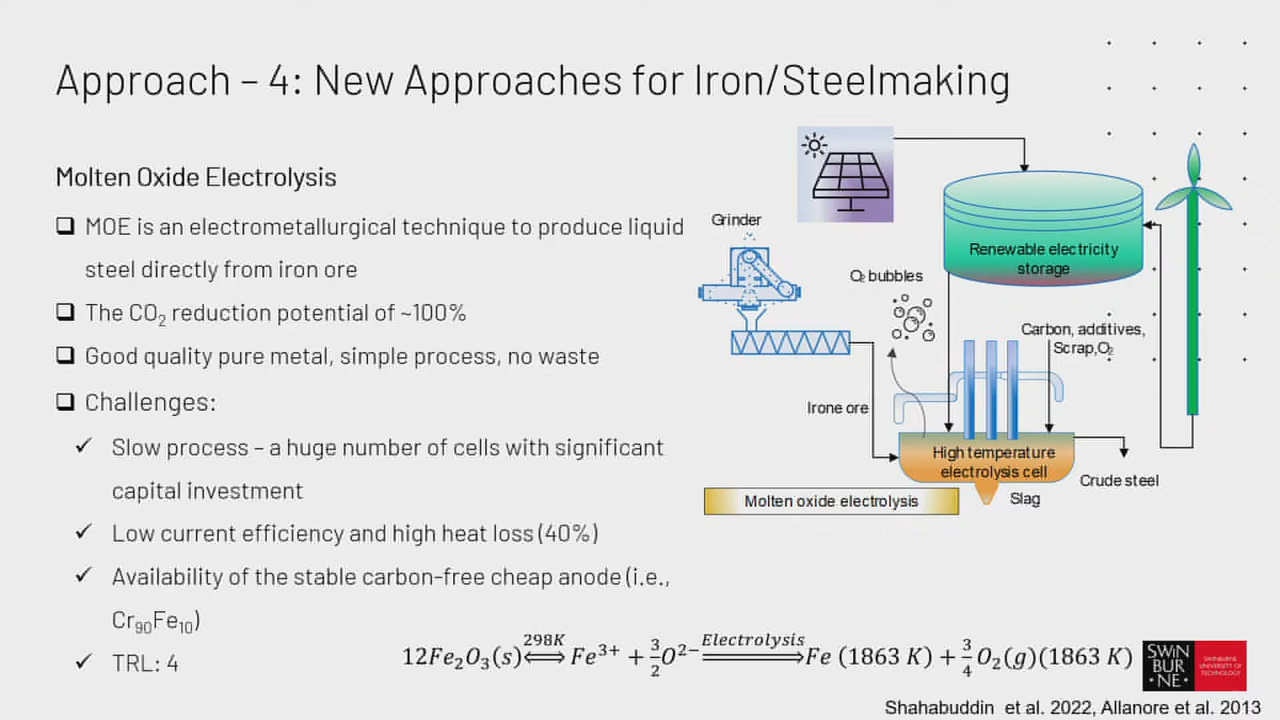 Approach – 4: New Approaches for Iron/Steelmaking
Molten Oxide Electrolysis
❑ MOE is an electrometallurgical technique to produce liquid
steel directly from iron ore
❑ The CO₂ reduction potential of ~100%
❑ Good quality pure metal, simple process, no waste
❑ Challenges:
✓ Slow process – a huge number of cells with significant
capital investment
✓ Low current efficiency and high heat loss (40%)
✓ Availability of the stable carbon-free cheap anode (i.e.,
Cr₉₀Fe₁₀)
✓ TRL: 4
Grinder
O₂ bubbles
Renewable electricity
storage
Carbon, additives,
Scrap,O₂
Irone ore
High temperature
electrolysis cell
Crude steel
Slag
Molten oxide electrolysis
12Fe₂O₃(s) ⟺ 298K Fe³⁺ + 3/2 O²⁻ ⟹ Electrolysis Fe (1863 K) + 3/4 O₂(g)(1863 K)
SWiN
BUR
•NE•
SWINBURNE
UNIVERSITY OF
TECHNOLOGY
Shahabuddin et al. 2022, Allanore et al. 2013